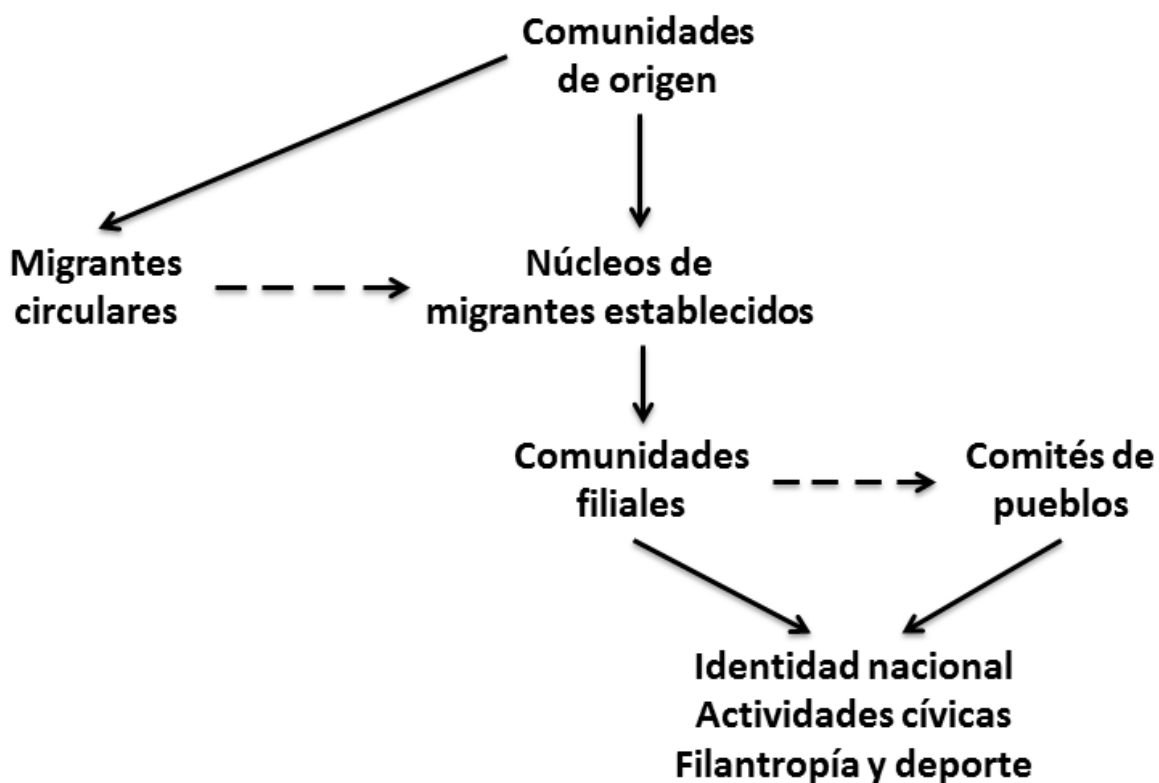 Comunidades
de origen
Migrantes
circulares
Núcleos de
migrantes establecidos
Comunidades
filiales
Comités de
pueblos
Identidad nacional
Actividades cívicas
Filantropía y deporte